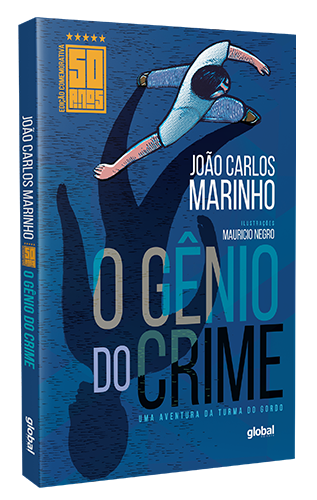 ★★★★★
EDIÇÃO COMEMORATIVA
50
anos
JOÃO CARLOS
MARINHO
ILUSTRAÇÕES
MAURICIO NEGRO
O GÊNIO
DO CRIME
UMA AVENTURA DA TURMA DO GORDO
global
JOÃO CARLOS MARINHO ★★★★★ 50 anos O GÊNIO DO CRIME
global